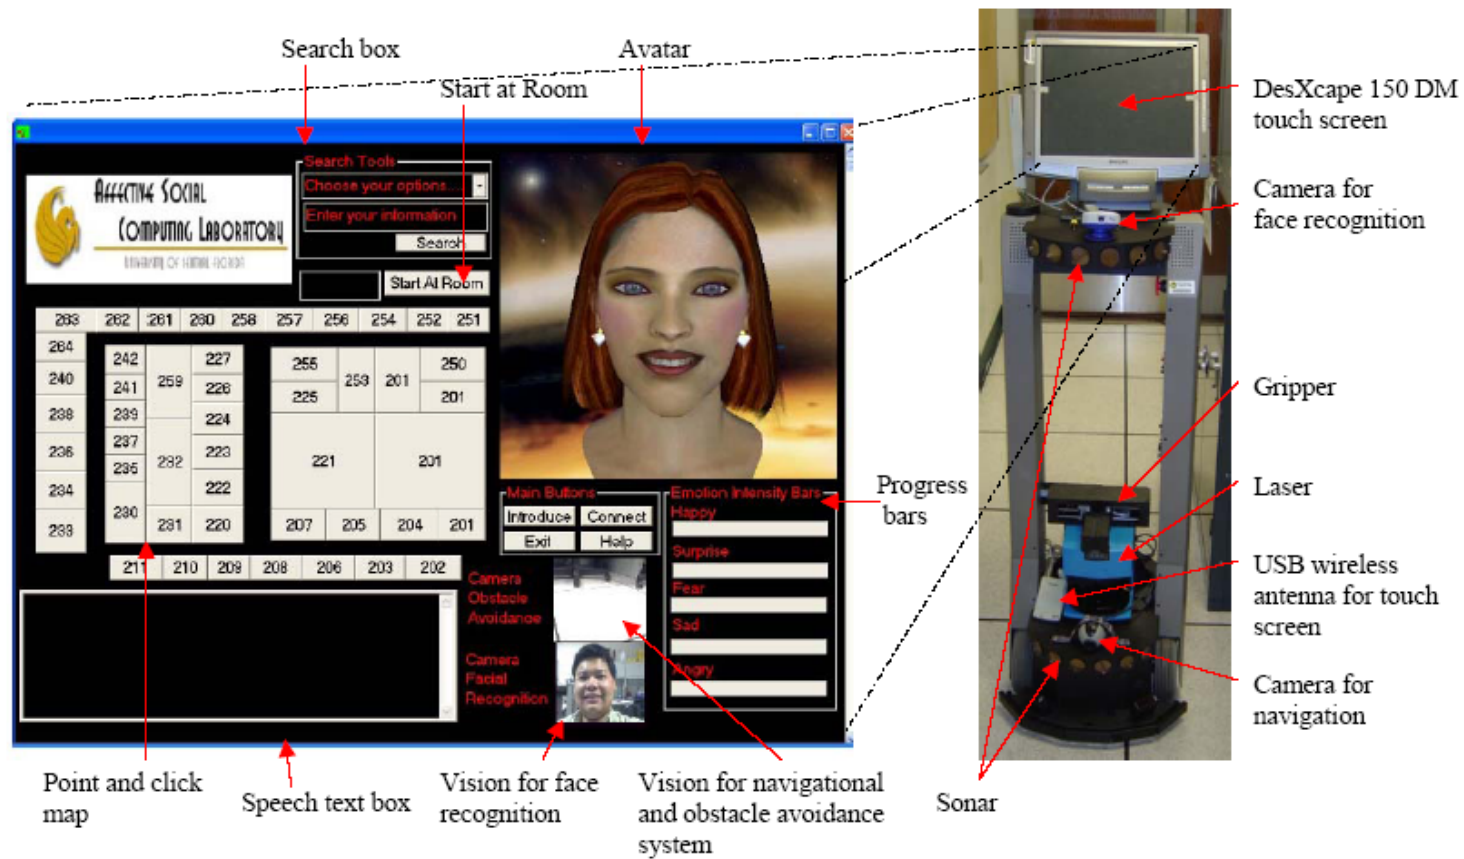 Search box
Avatar
Start at Room
DesXcape 150 DM
touch screen
Camera for
face recognition
Gripper
Laser
USB wireless
antenna for touch
screen
Camera for
navigation
Sonar
Progress
bars
Point and click
map
Speech text box
Vision for face
recognition
Vision for navigational
and obstacle avoidance
system
AFFECTIVE SOCIAL
COMPUTING LABORATORY
UNIVERSITY OF CENTRAL FLORIDA
Search Tools
Choose your options....
Enter your information
Search
Start At Room
263 262 261 260 258 257 256 254 252 251
264
240
238
236
234
233
242 259 227
241 226
239 224
237 232 223
235 222
230 231 220
255 253 201 250
225 201
221 201
207 205 204 201
211 210 209 208 206 203 202
Main Buttons
Introduce Connect
Exit Help
Emotion Intensity Bars
Happy
Surprise
Fear
Sad
Angry
Camera
Obstacle
Avoidance
Camera
Facial
Recognition